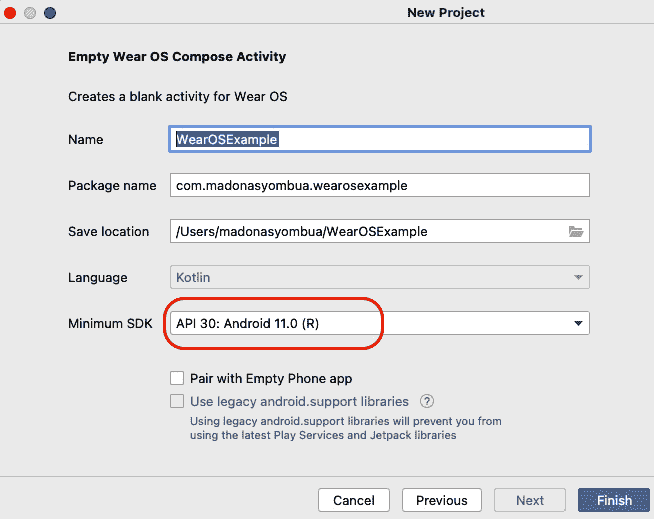 New Project
Empty Wear OS Compose Activity
Creates a blank activity for Wear OS
Name WearOSExample
Package name com.madonasyombua.wearosexample
Save location /Users/madonasyombua/WearOSExample
Language Kotlin
Minimum SDK API 30: Android 11.0 (R)
Pair with Empty Phone app
Use legacy android.support libraries ?
Using legacy android.support libraries will prevent you from
using the latest Play Services and Jetpack libraries
Cancel Previous Next Finish